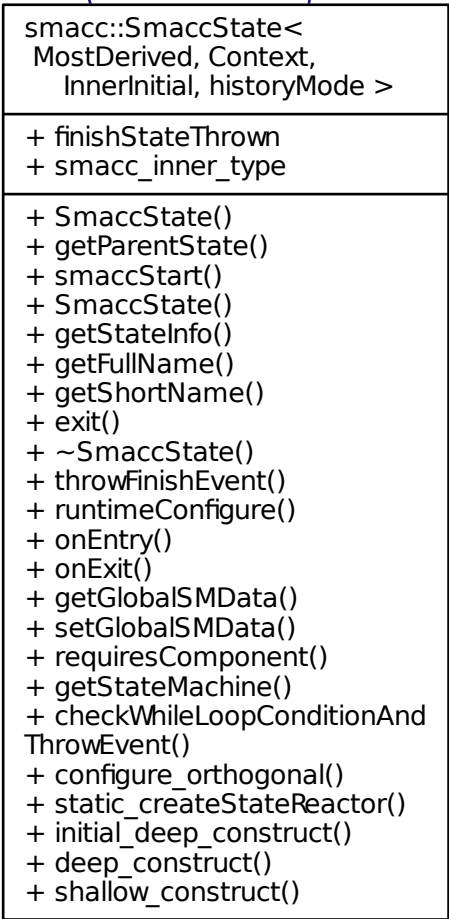 smacc::SmaccState<
MostDerived, Context,
InnerInitial, historyMode >
+ finishStateThrown
+ smacc_inner_type
+ SmaccState()
+ getParentState()
+ smaccStart()
+ SmaccState()
+ getStateInfo()
+ getFullName()
+ getShortName()
+ exit()
+ ~SmaccState()
+ throwFinishEvent()
+ runtimeConfigure()
+ onEntry()
+ onExit()
+ getGlobalSMData()
+ setGlobalSMData()
+ requiresComponent()
+ getStateMachine()
+ checkWhileLoopConditionAnd
ThrowEvent()
+ configure_orthogonal()
+ static_createStateReactor()
+ initial_deep_construct()
+ deep_construct()
+ shallow_construct()